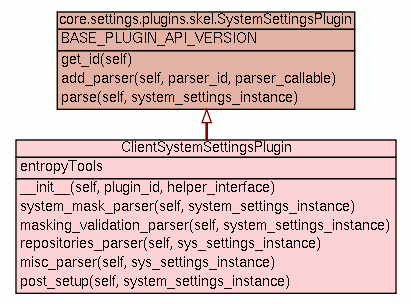 core.settings.plugins.skel.SystemSettingsPlugin
BASE_PLUGIN_API_VERSION
get_id(self)
add_parser(self, parser_id, parser_callable)
parse(self, system_settings_instance)
ClientSystemSettingsPlugin
entropyTools
__init__(self, plugin_id, helper_interface)
system_mask_parser(self, system_settings_instance)
masking_validation_parser(self, system_settings_instance)
repositories_parser(self, sys_settings_instance)
misc_parser(self, sys_settings_instance)
post_setup(self, system_settings_instance)